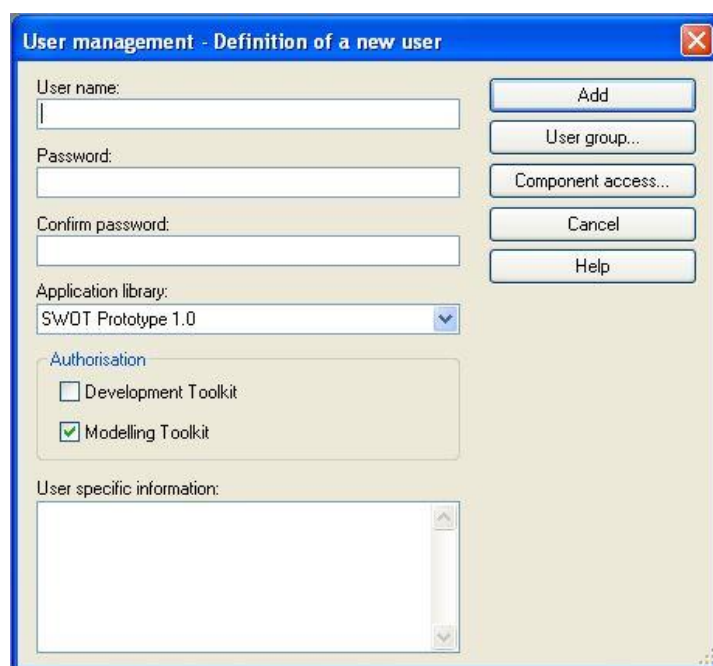 User management - Definition of a new user
User name:
Add
User group...
Password:
Component access...
Confirm password:
Cancel
Help
Application library:
SWOT Prototype 1.0
Authorisation
Development Toolkit
Modelling Toolkit
User specific information: